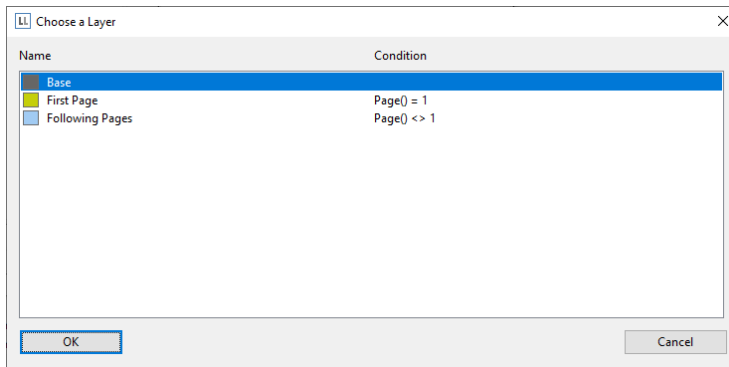 LL Choose a Layer
Name Condition
Base
First Page Page() = 1
Following Pages Page() <> 1
OK Cancel